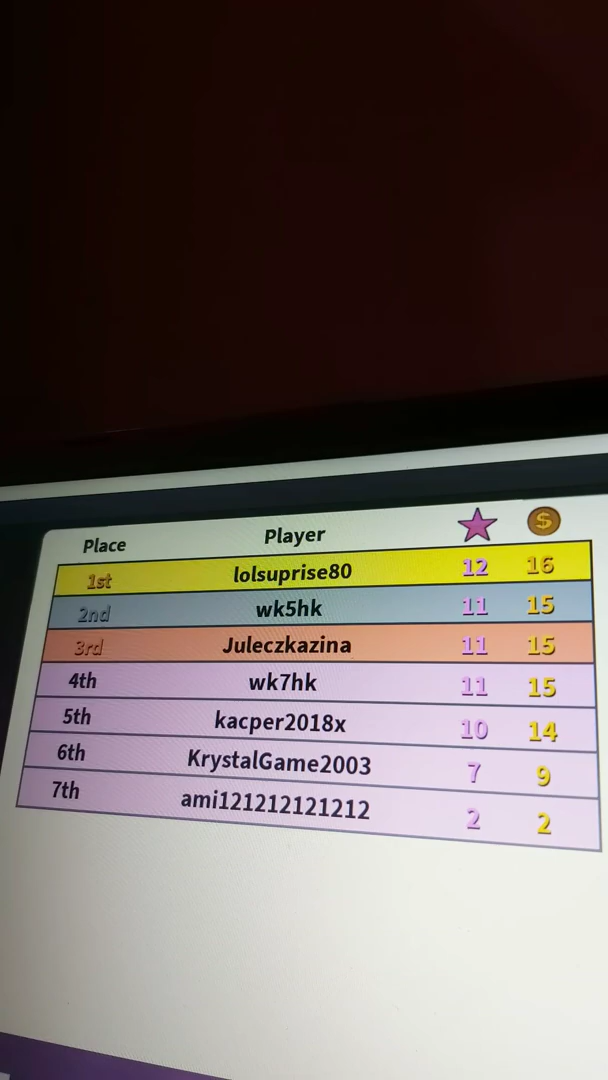 Place Player $
1st lolsuprise80 12 16
2nd wk5hk 11 15
3rd Juleczkazina 11 15
4th wk7hk 11 15
5th kacper2018x 10 14
6th KrystalGame2003 7 9
7th ami121212121212 2 2